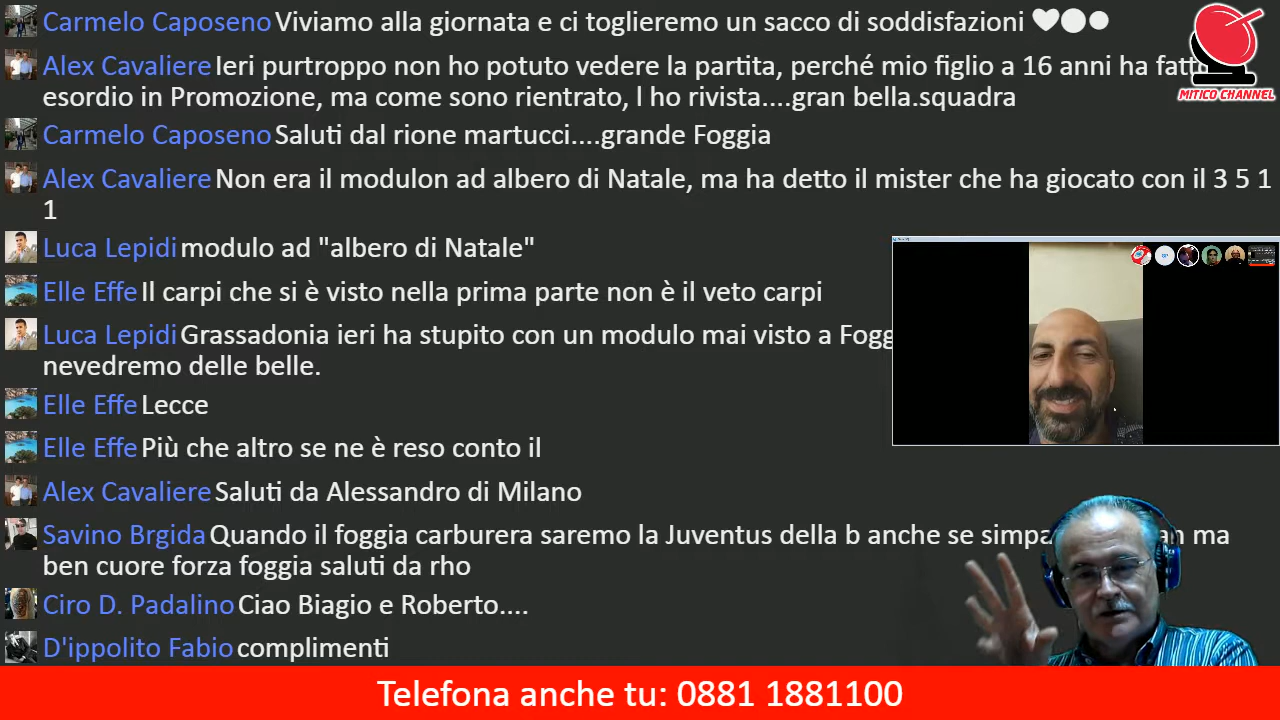 Carmelo Caposeno Viviamo alla giornata e ci toglieremo un sacco di soddisfazioni
Alex Cavaliere Ieri purtroppo non ho potuto vedere la partita, perché mio figlio a 16 anni ha fatto
esordio in Promozione, ma come sono rientrato, l ho rivista....gran bella.squadra
MITICO CHANNEL
Carmelo Caposeno Saluti dal rione martucci....grande Foggia
Alex Cavaliere Non era il modulon ad albero di Natale, ma ha detto il mister che ha giocato con il 3 5 1
1
Luca Lepidi modulo ad "albero di Natale"
Elle Effe Il carpi che si è visto nella prima parte non è il veto carpi
Luca Lepidi Grassadonia ieri ha stupito con un modulo mai visto a Fogg
nevedremo delle belle.
Elle Effe Lecce
Elle Effe Più che altro se ne è reso conto il
Alex Cavaliere Saluti da Alessandro di Milano
Savino Brgida Quando il foggia carburera saremo la Juventus della b anche se simpa an ma
ben cuore forza foggia saluti da rho
Ciro D. Padalino Ciao Biagio e Roberto....
D'ippolito Fabio complimenti
Telefona anche tu: 0881 1881100